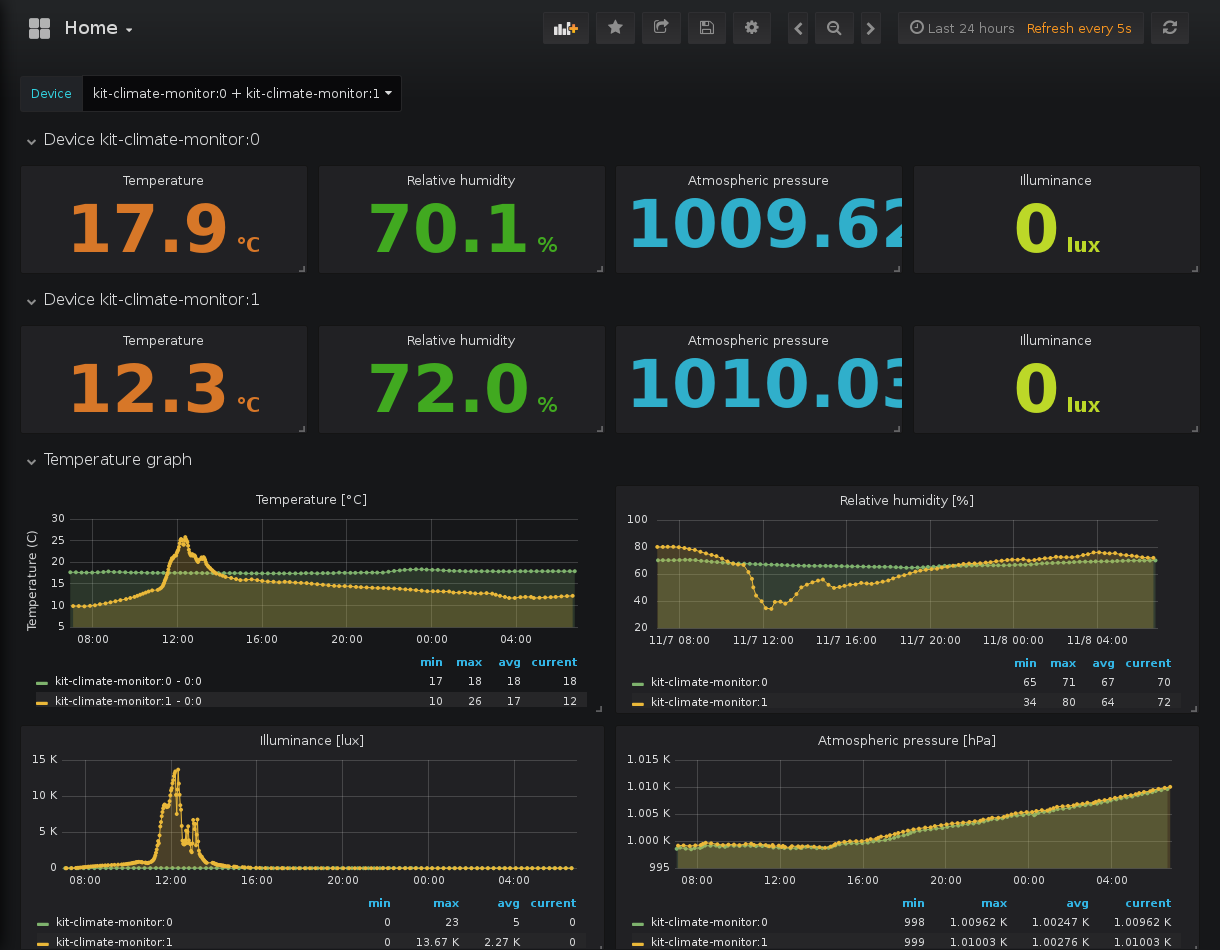 Home
Last 24 hours Refresh every 5s
Device kit-climate-monitor:0 + kit-climate-monitor:1
Device kit-climate-monitor:0
Temperature Relative humidity Atmospheric pressure Illuminance
17.9 °C 70.1 % 1009.62 0 lux
Device kit-climate-monitor:1
Temperature Relative humidity Atmospheric pressure Illuminance
12.3 °C 72.0 % 1010.03 0 lux
Temperature graph
Temperature [°C]
Temperature (C)
30
25
20
15
10
5
08:00 12:00 16:00 20:00 00:00 04:00
min max avg current
kit-climate-monitor:0 - 0:0 17 18 18 18
kit-climate-monitor:1 - 0:0 10 26 17 12
Relative humidity [%]
100
80
60
40
20
11/7 08:00 11/7 12:00 11/7 16:00 11/7 20:00 11/8 00:00 11/8 04:00
min max avg current
kit-climate-monitor:0 65 71 67 70
kit-climate-monitor:1 34 80 64 72
Illuminance [lux]
15 K
10 K
5 K
0
08:00 12:00 16:00 20:00 00:00 04:00
min max avg current
kit-climate-monitor:0 0 23 5 0
kit-climate-monitor:1 0 13.67 K 2.27 K 0
Atmospheric pressure [hPa]
1.015 K
1.010 K
1.005 K
1.000 K
995
08:00 12:00 16:00 20:00 00:00 04:00
min max avg current
kit-climate-monitor:0 998 1.00962 K 1.00247 K 1.00962 K
kit-climate-monitor:1 999 1.01003 K 1.00276 K 1.01003 K